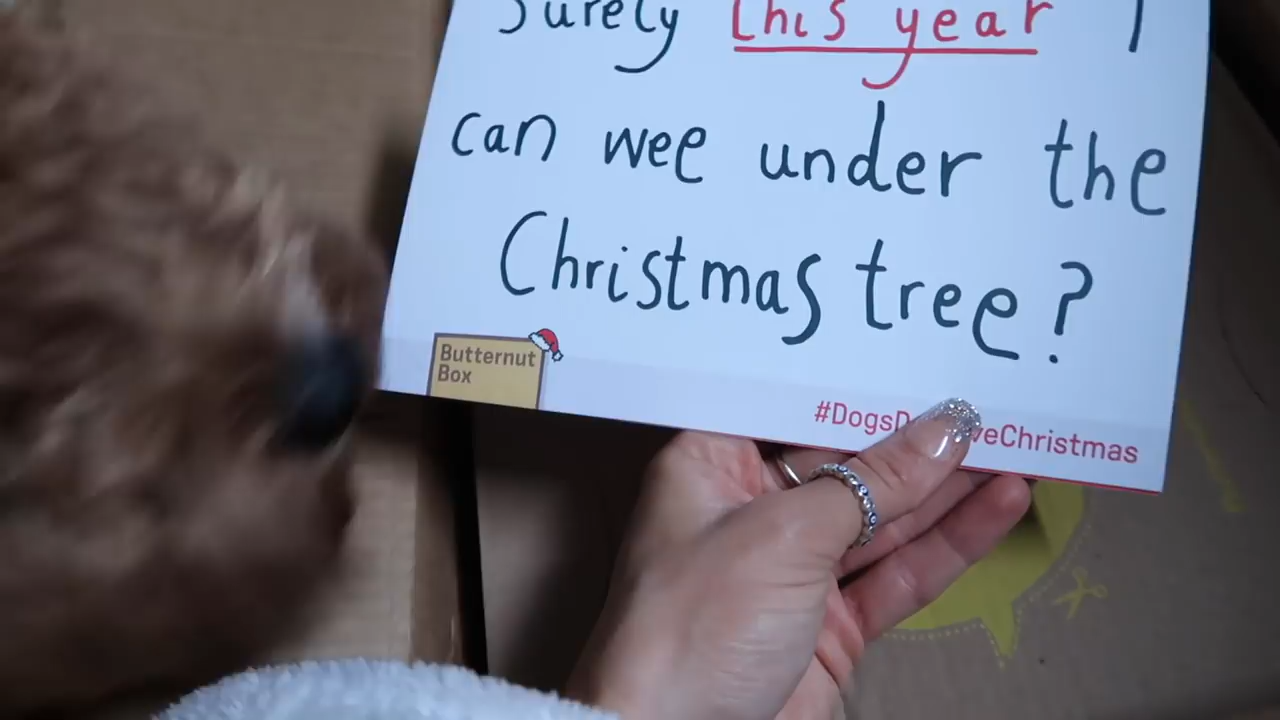 Surely this year I
can wee under the
Christmas tree?
Butternut
Box